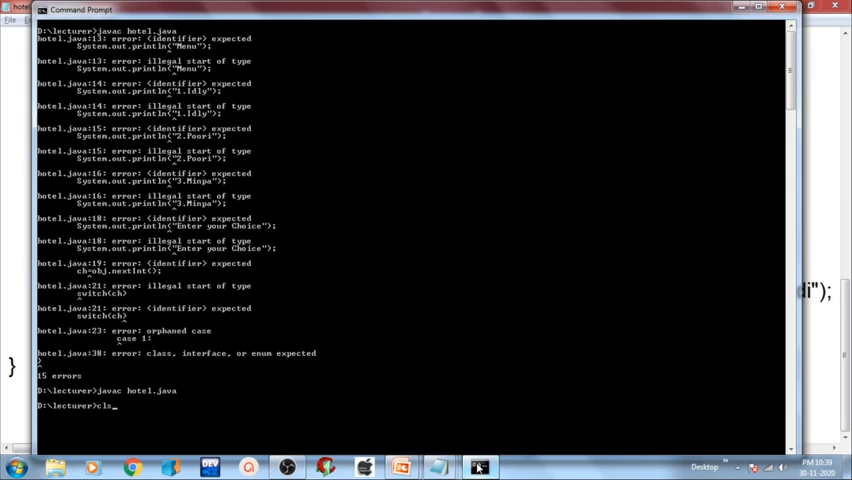 hotel
Command Prompt
File
D:\lecturer>javac hotel.java
hotel.java:13: error: <identifier> expected
System.out.println("Menu");
^
hotel.java:13: error: illegal start of type
System.out.println("Menu");
^
hotel.java:14: error: <identifier> expected
System.out.println("1.Idly");
^
hotel.java:14: error: illegal start of type
System.out.println("1.Idly");
^
hotel.java:15: error: <identifier> expected
System.out.println("2.Poori");
^
hotel.java:15: error: illegal start of type
System.out.println("2.Poori");
^
hotel.java:16: error: <identifier> expected
System.out.println("3.Minpa");
^
hotel.java:16: error: illegal start of type
System.out.println("3.Minpa");
^
hotel.java:18: error: <identifier> expected
System.out.println("Enter your Choice");
^
hotel.java:18: error: illegal start of type
System.out.println("Enter your Choice");
^
hotel.java:19: error: <identifier> expected
ch=obj.nextInt();
^
hotel.java:21: error: illegal start of type
switch(ch)
^
hotel.java:21: error: <identifier> expected
switch(ch)
^
hotel.java:23: error: orphaned case
case 1:
^
hotel.java:38: error: class, interface, or enum expected
}
^
15 errors
D:\lecturer>javac hotel.java
D:\lecturer>cls_
di");
}
DEV
Desktop
PM 10:39
30-11-2020